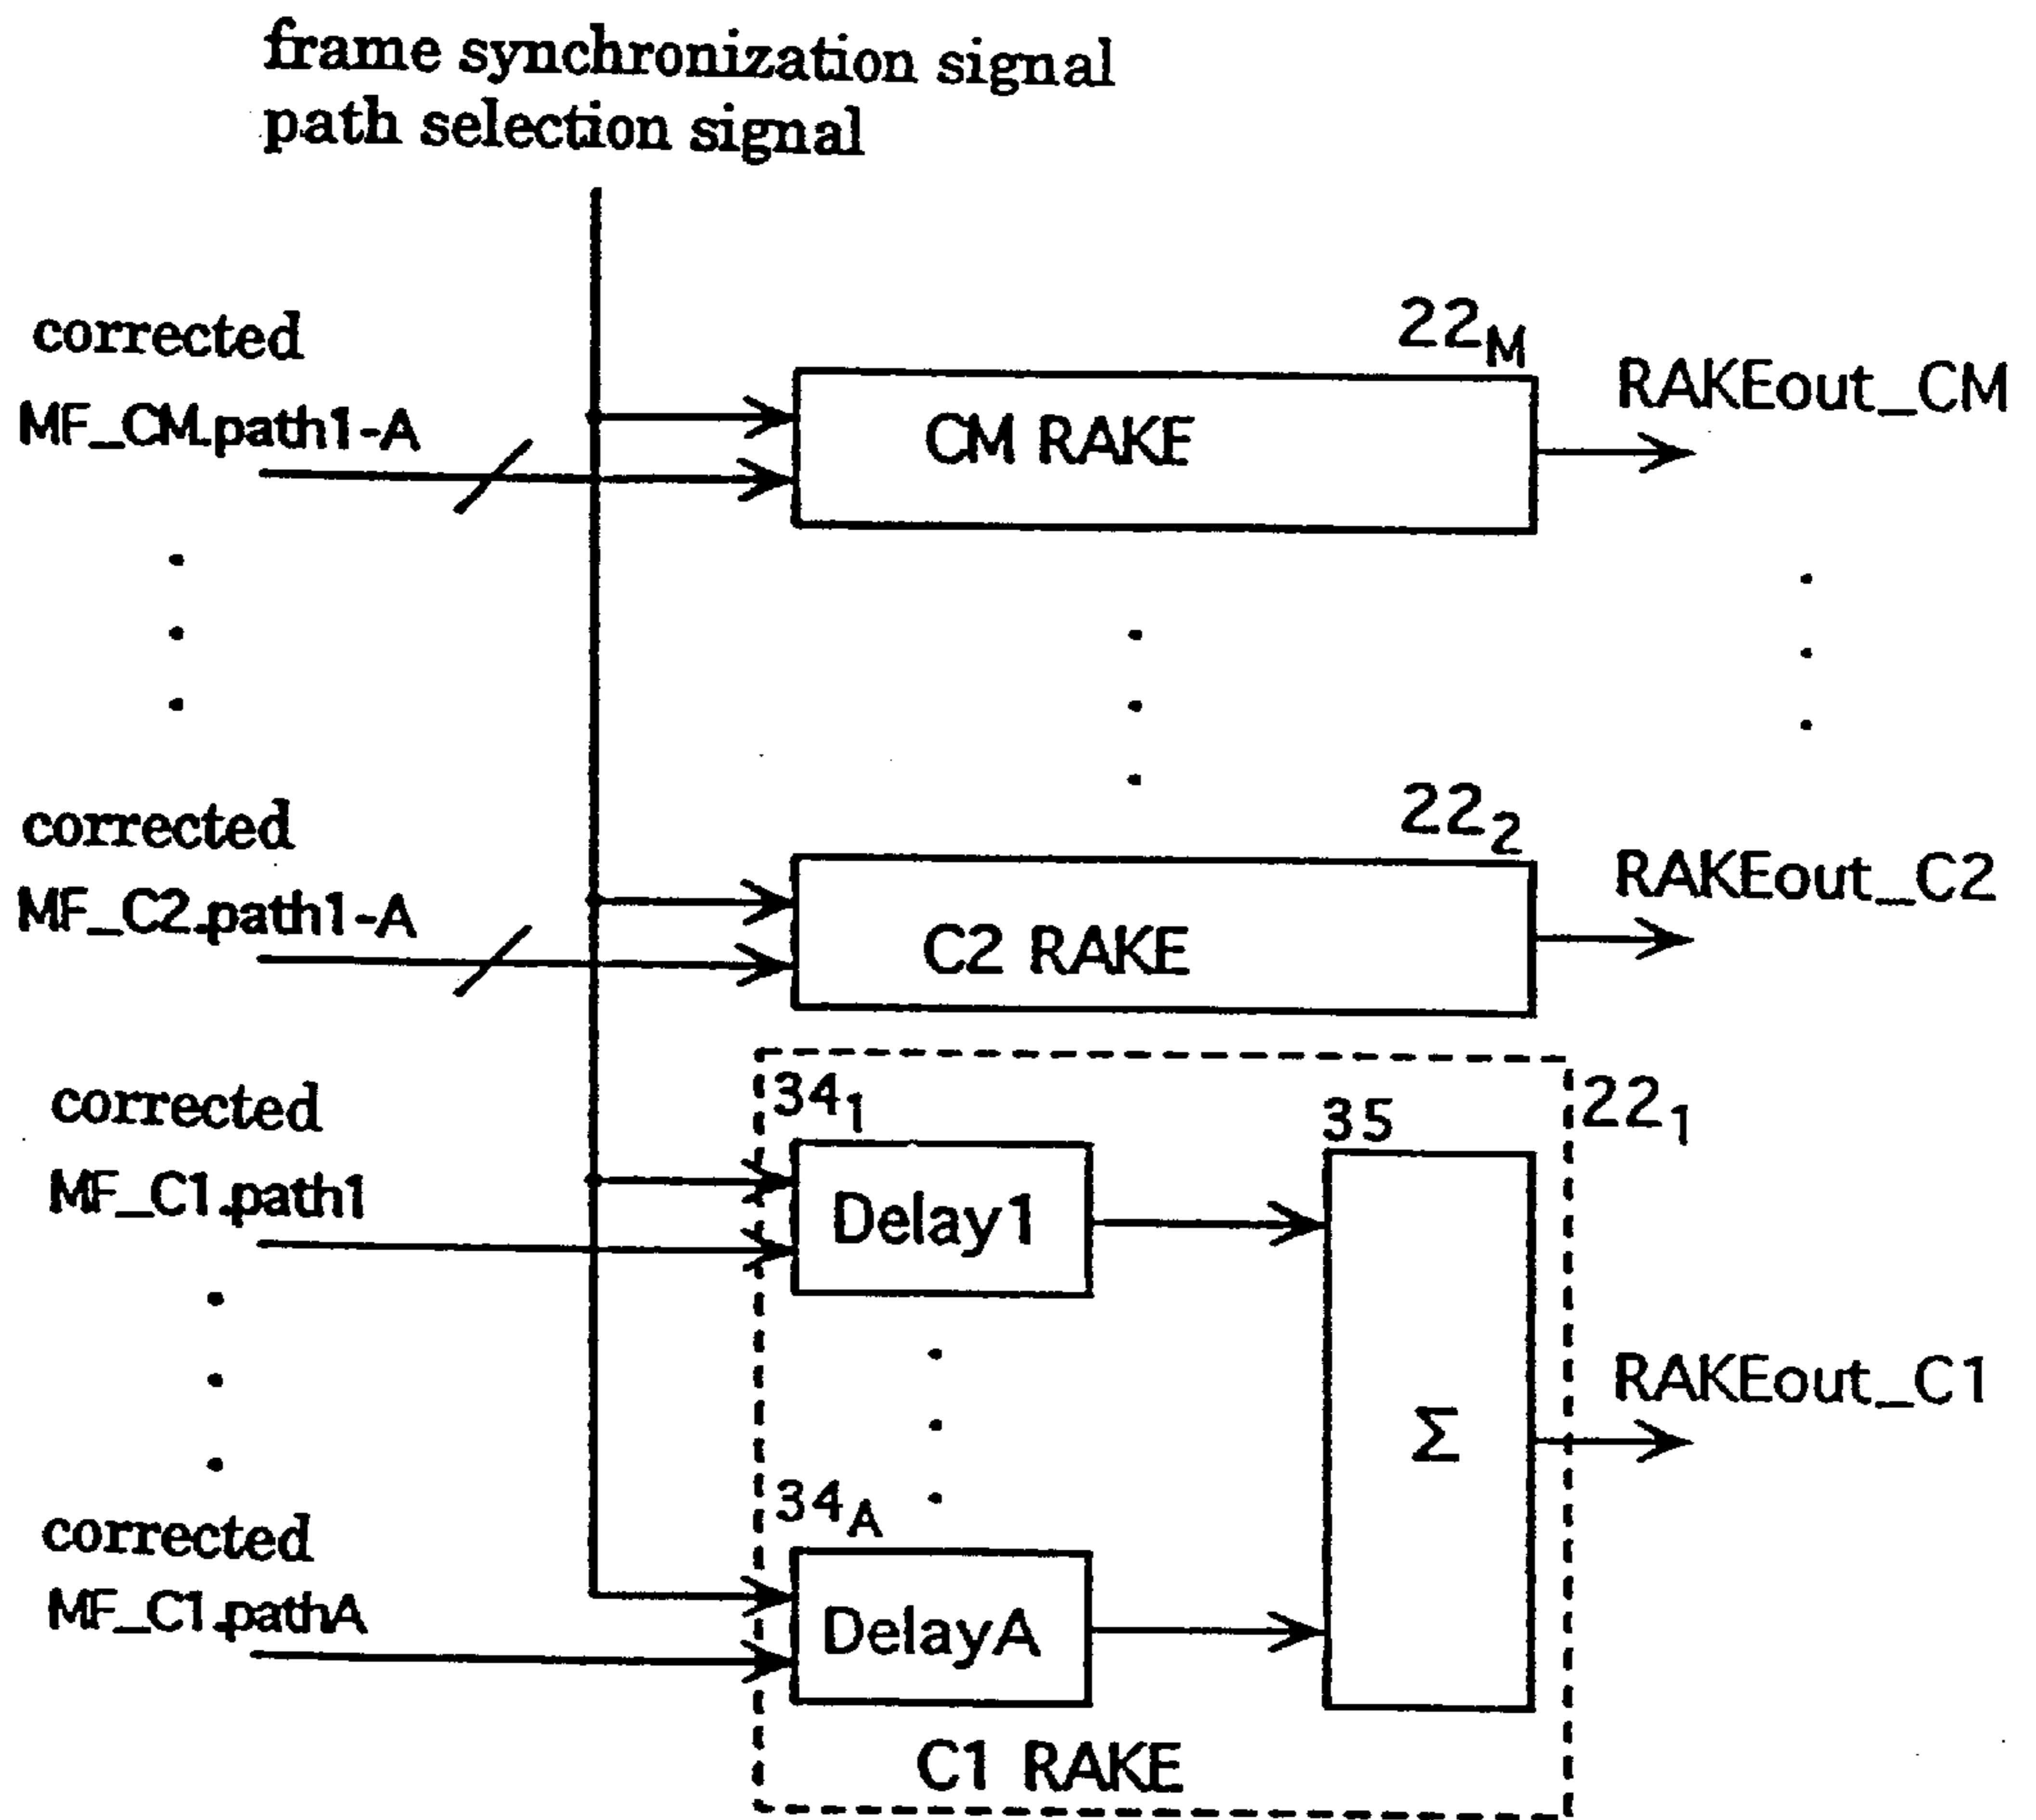 frame synchronization signal
path selection signal
corrected
MF_CM.path1-A
22M
CM RAKE
RAKEout_CM
corrected
MF_C2.path1-A
222
C2 RAKE
RAKEout_C2
corrected
MF_C1.path1
341
Delay1
35
221
Σ
RAKEout_C1
corrected
MF_C1.pathA
34A
DelayA
C1 RAKE